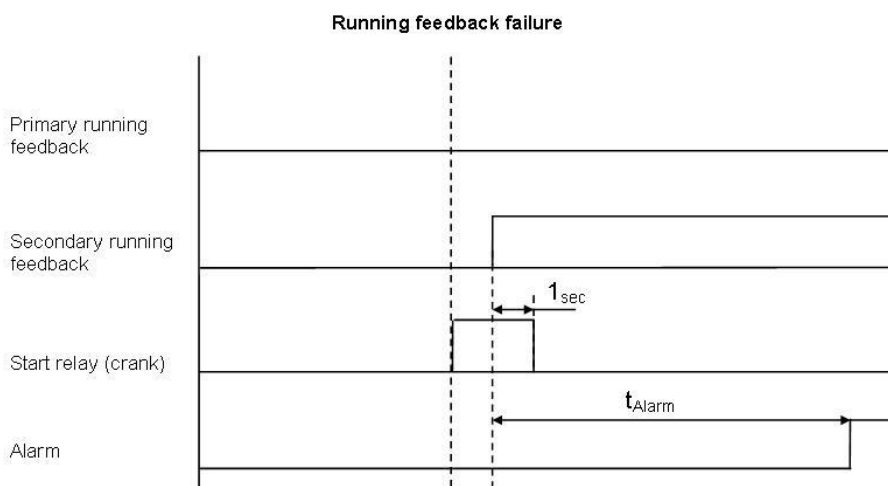 Running feedback failure
Primary running
feedback
Secondary running
feedback
1sec
Start relay (crank)
tAlarm
Alarm